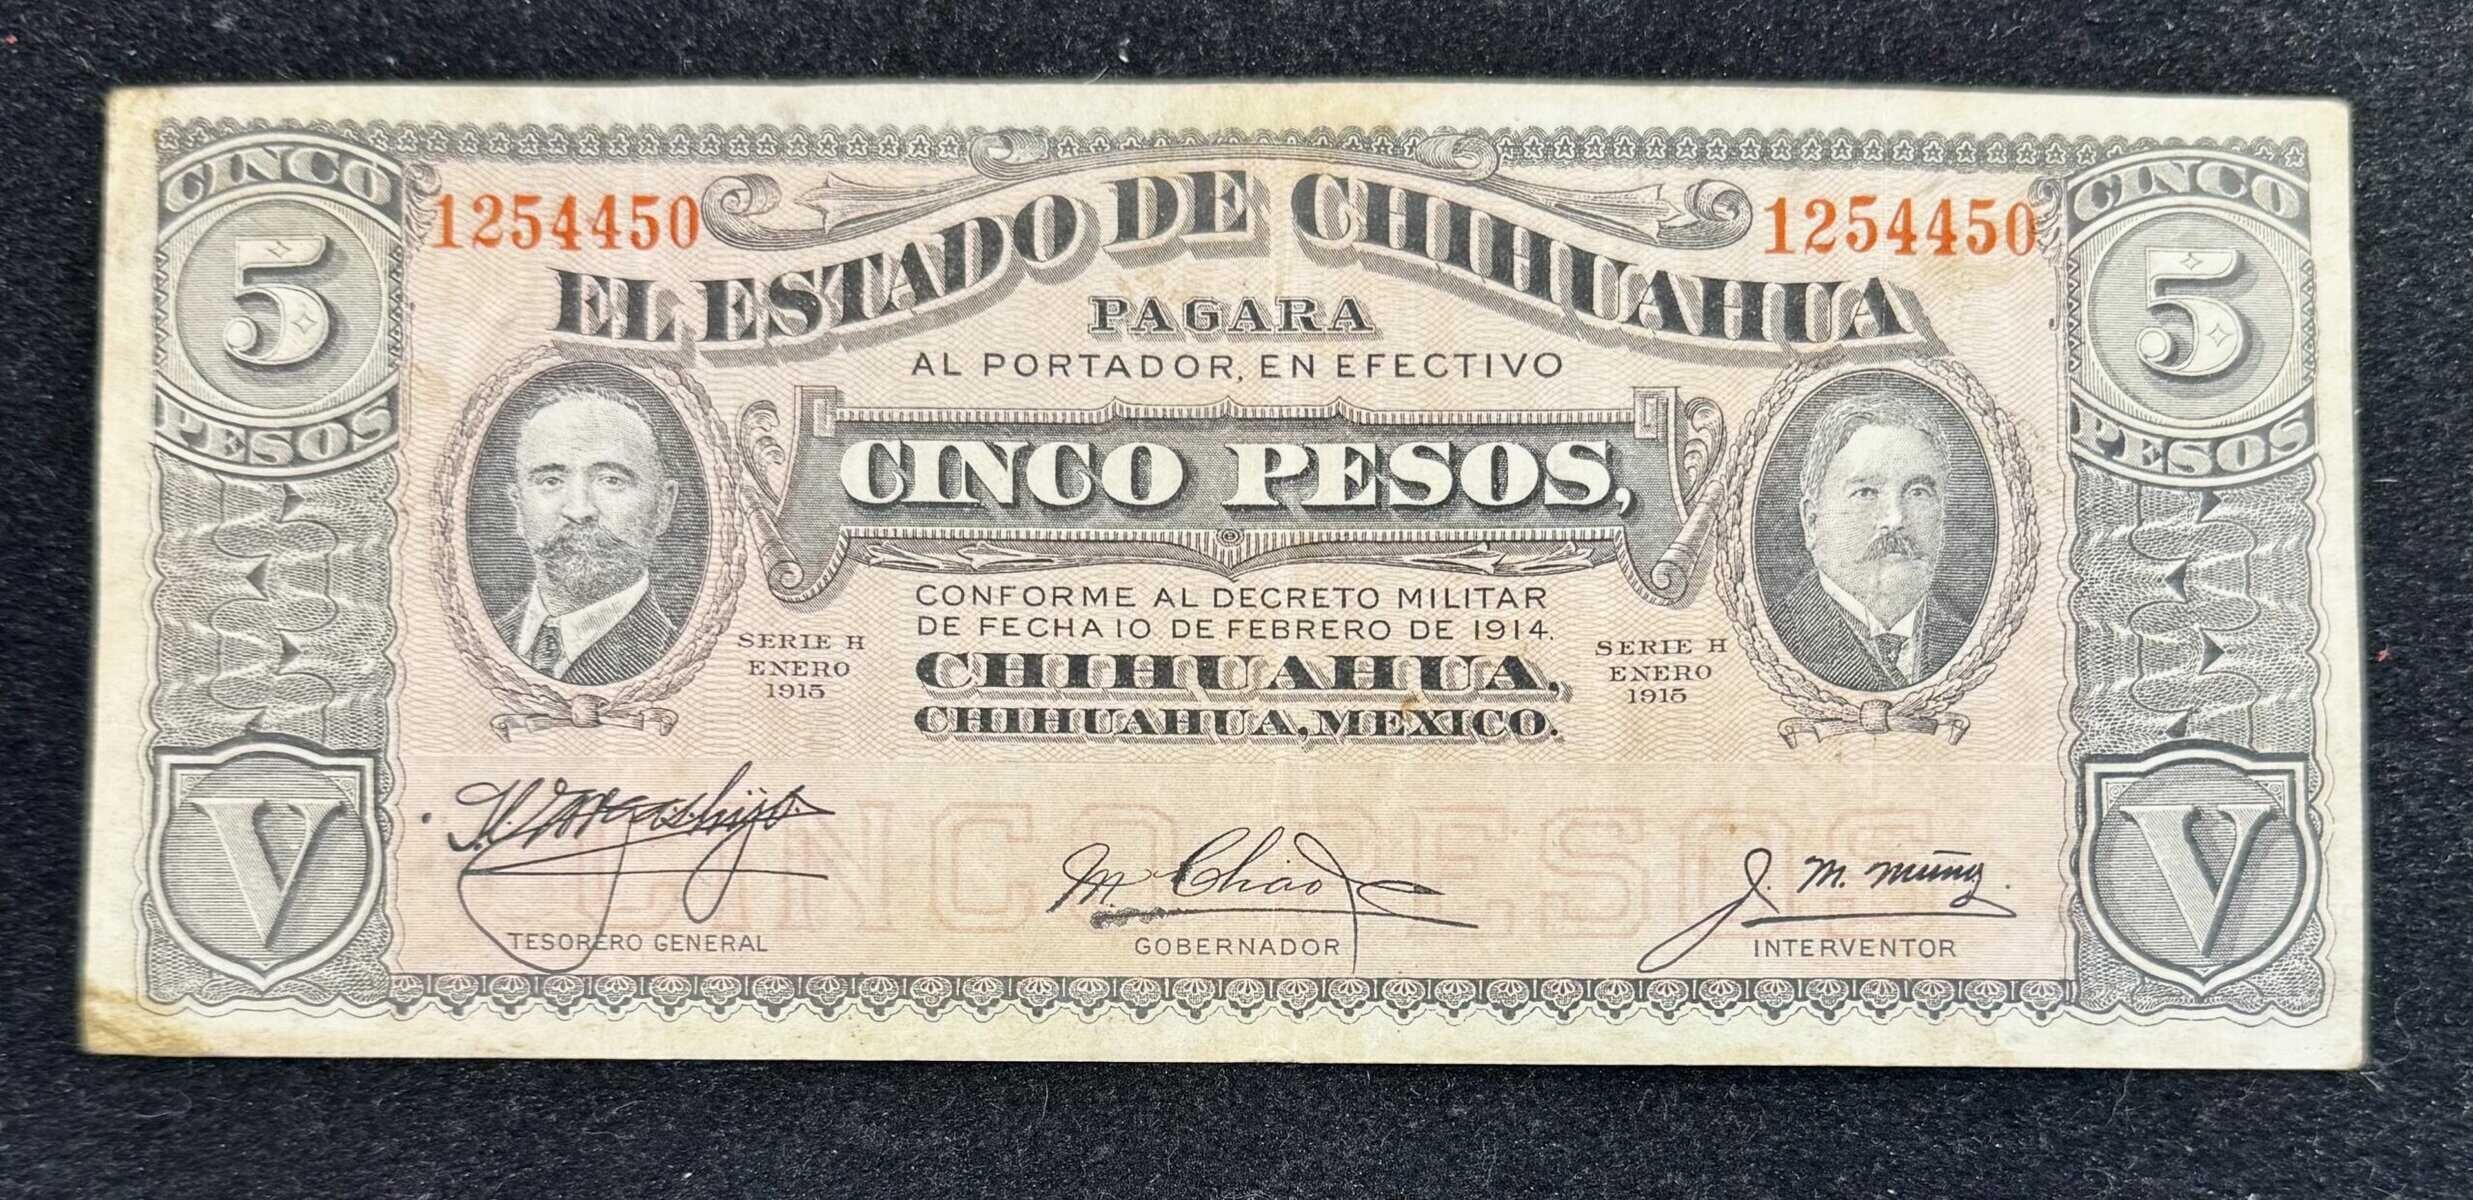 CINCO
5
PESOS
1254450
EL ESTADO DE CHIHUAHUA
1254450
CINCO
5
PESOS
PAGARA
AL PORTADOR, EN EFECTIVO
CINCO PESOS,
CONFORME AL DECRETO MILITAR
DE FECHA 10 DE FEBRERO DE 1914.
CHIHUAHUA,
CHIHUAHUA, MEXICO.
SERIE H
ENERO
1915
SERIE H
ENERO
1915
CINCO PESOS
V
M. Chao
J. M. Muñoz.
V
TESORERO GENERAL
GOBERNADOR
INTERVENTOR